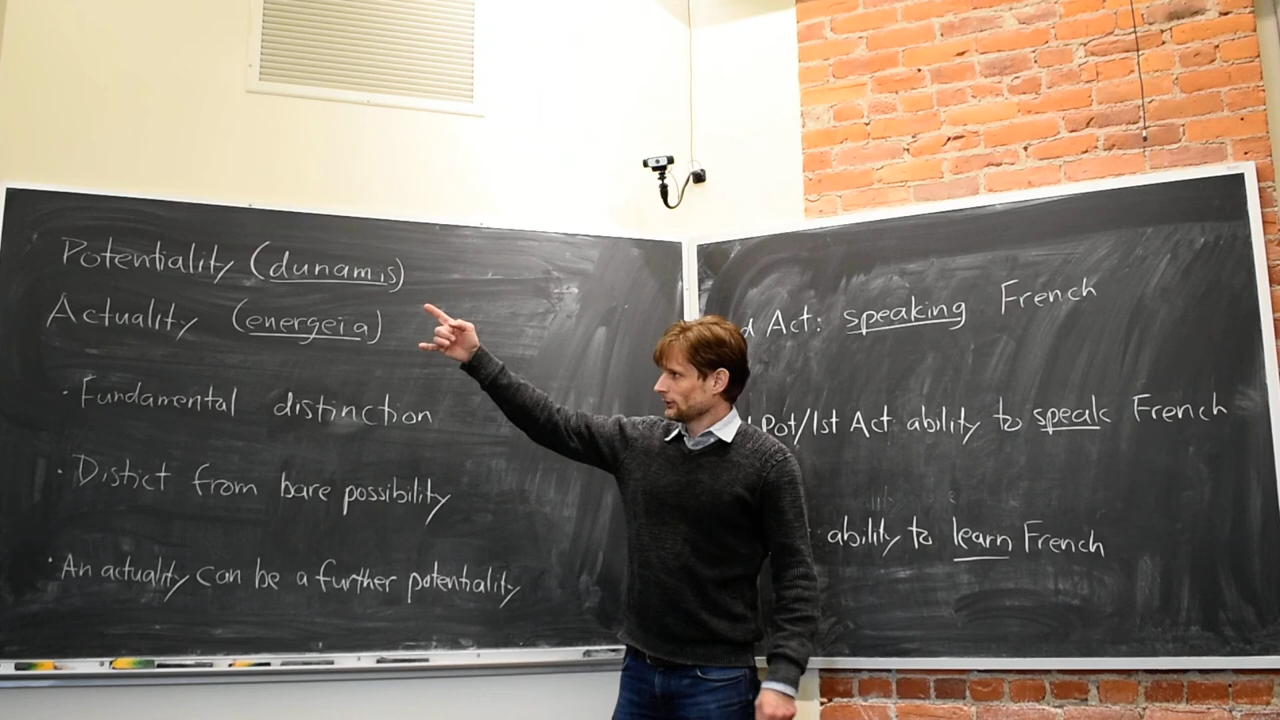 Potentiality (dunamis)
Actuality (energeia)
· Fundamental distinction
· Distict from bare possibility
· An actuality can be a further potentiality
d Act: speaking French
Pot/1st Act ability to speak French
: ability to learn French